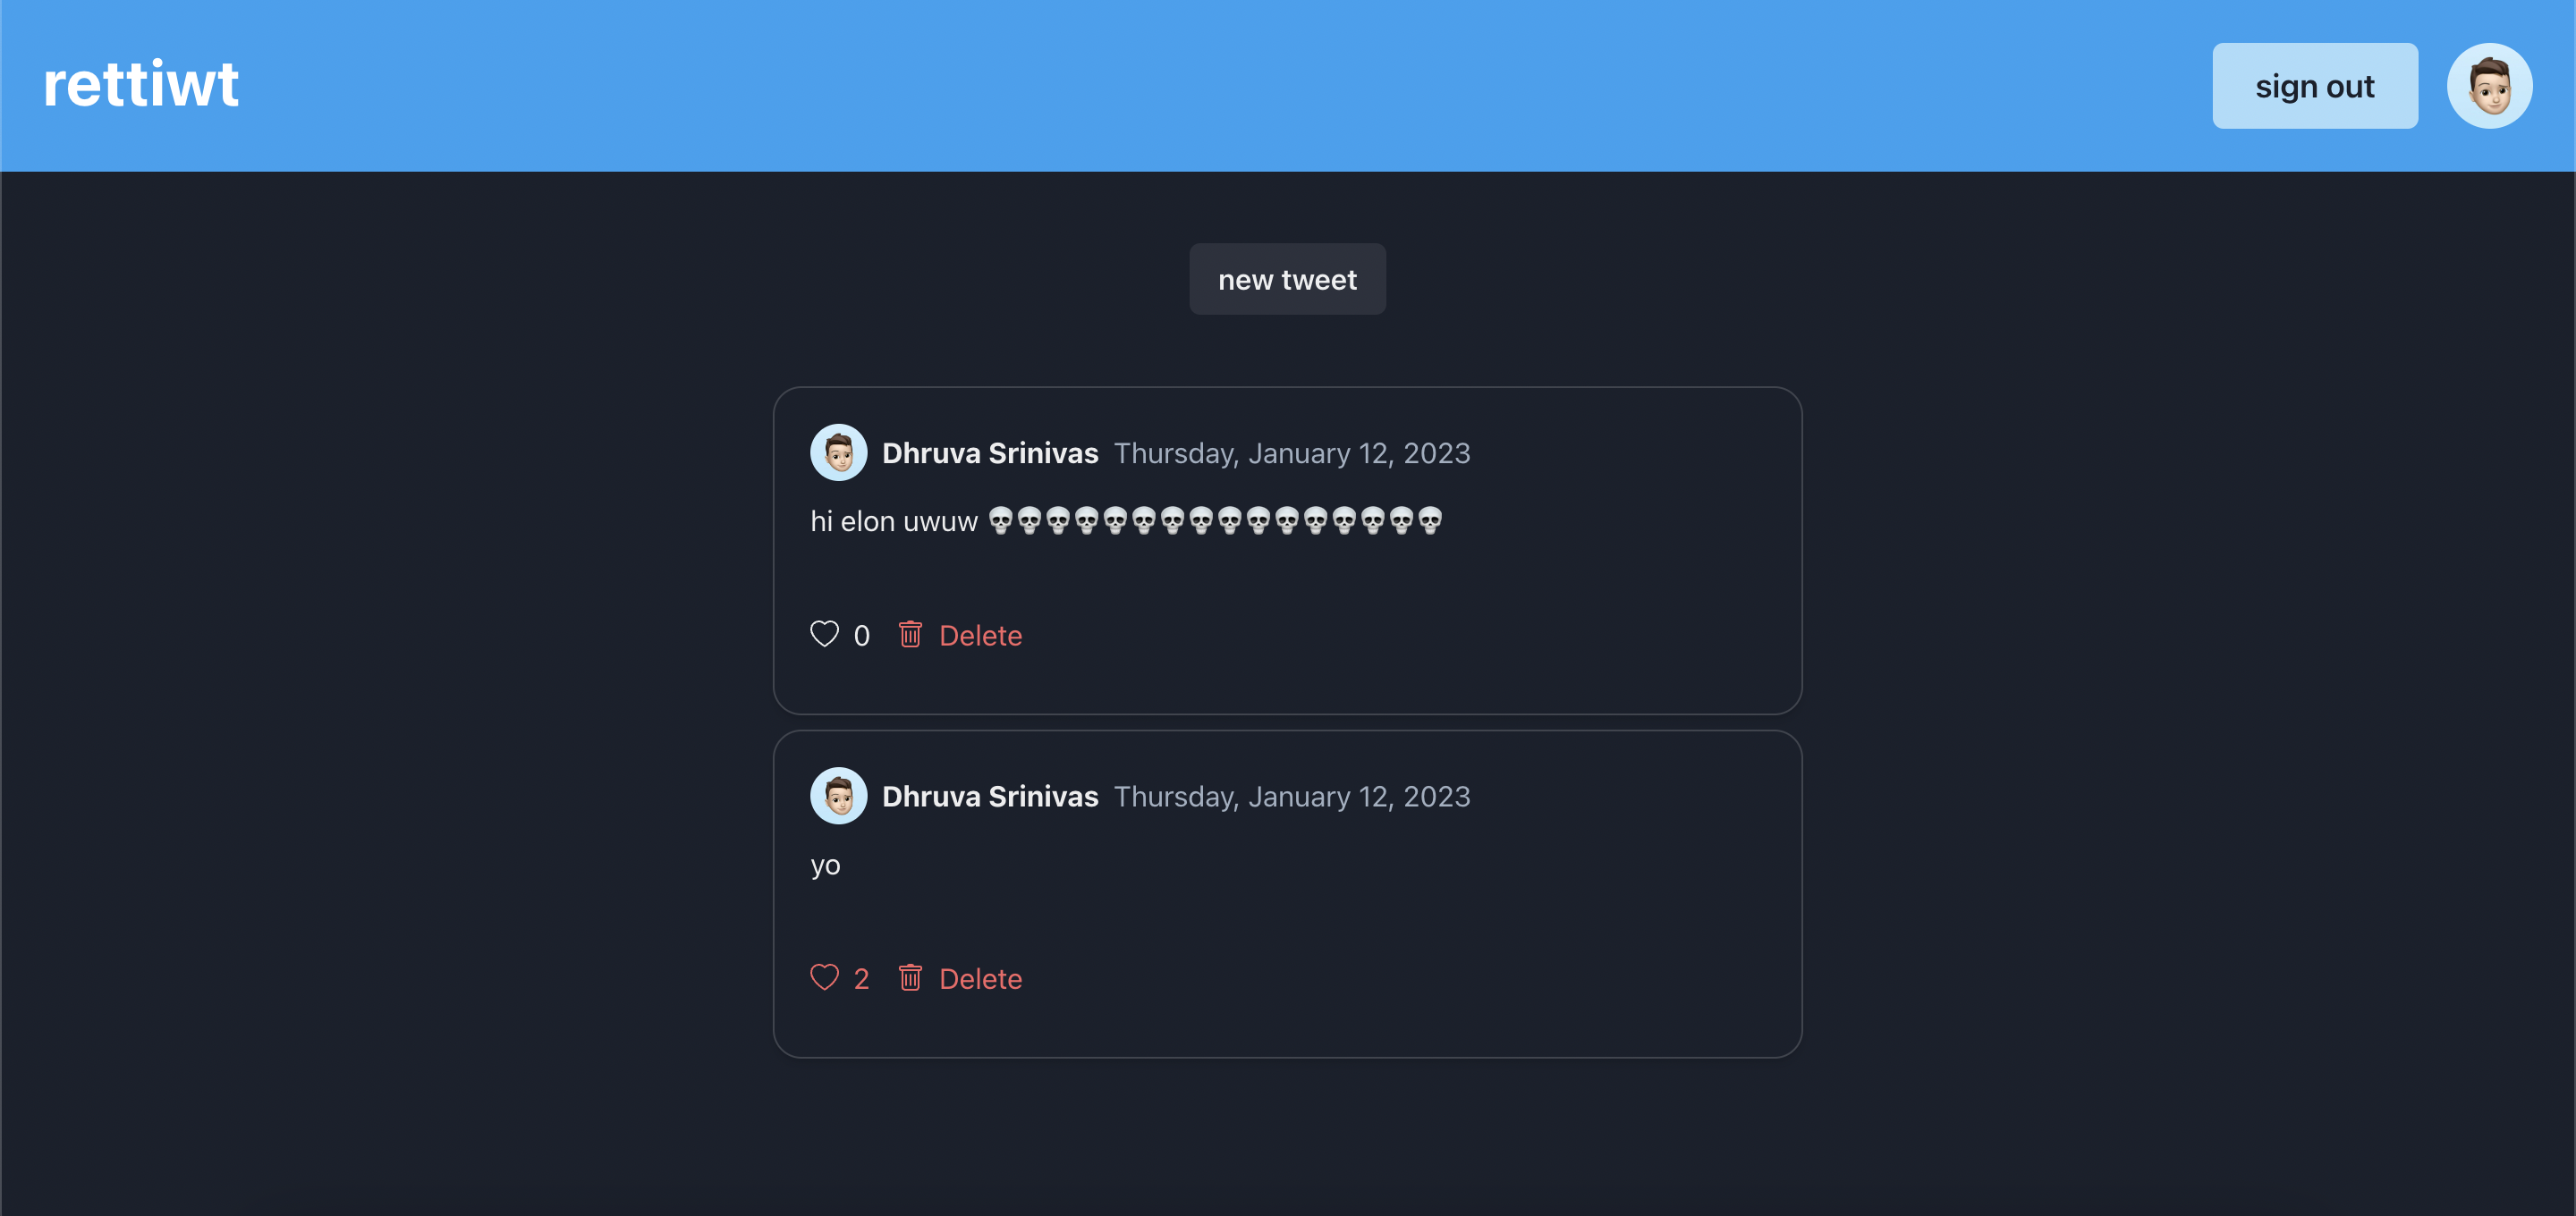 rettiwt
sign out
new tweet
Dhruva Srinivas Thursday, January 12, 2023
hi elon uwuw 💀💀💀💀💀💀💀💀💀💀💀💀💀💀💀💀
0 Delete
Dhruva Srinivas Thursday, January 12, 2023
yo
2 Delete